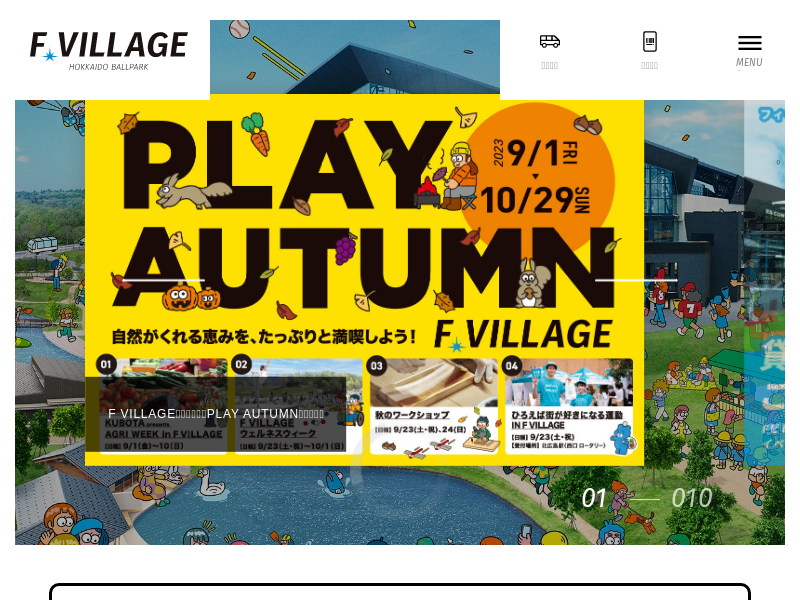 F VILLAGE
HOKKAIDO BALLPARK
MENU
フィ
PLAY
AUTUMN
2023 9/1 FRI
10/29 SUN
自然がくれる恵みを、たっぷりと満喫しよう!
F VILLAGE
01
02
03
04
KUBOTA presents
AGRI WEEK in F VILLAGE
[日程] 9/1(金)〜10(日)
F VILLAGE
ウェルネスウィーク
[日程] 9/23(土・祝)〜10/1(日)
秋のワークショップ
[日程] 9/23(土・祝)、24(日)
ひろえば街が好きになる運動
IN F VILLAGE
[日程] 9/23(土・祝)
[受付場所] 北広島駅(西口ロータリー)
F VILLAGE
PLAY AUTUMN
01
010